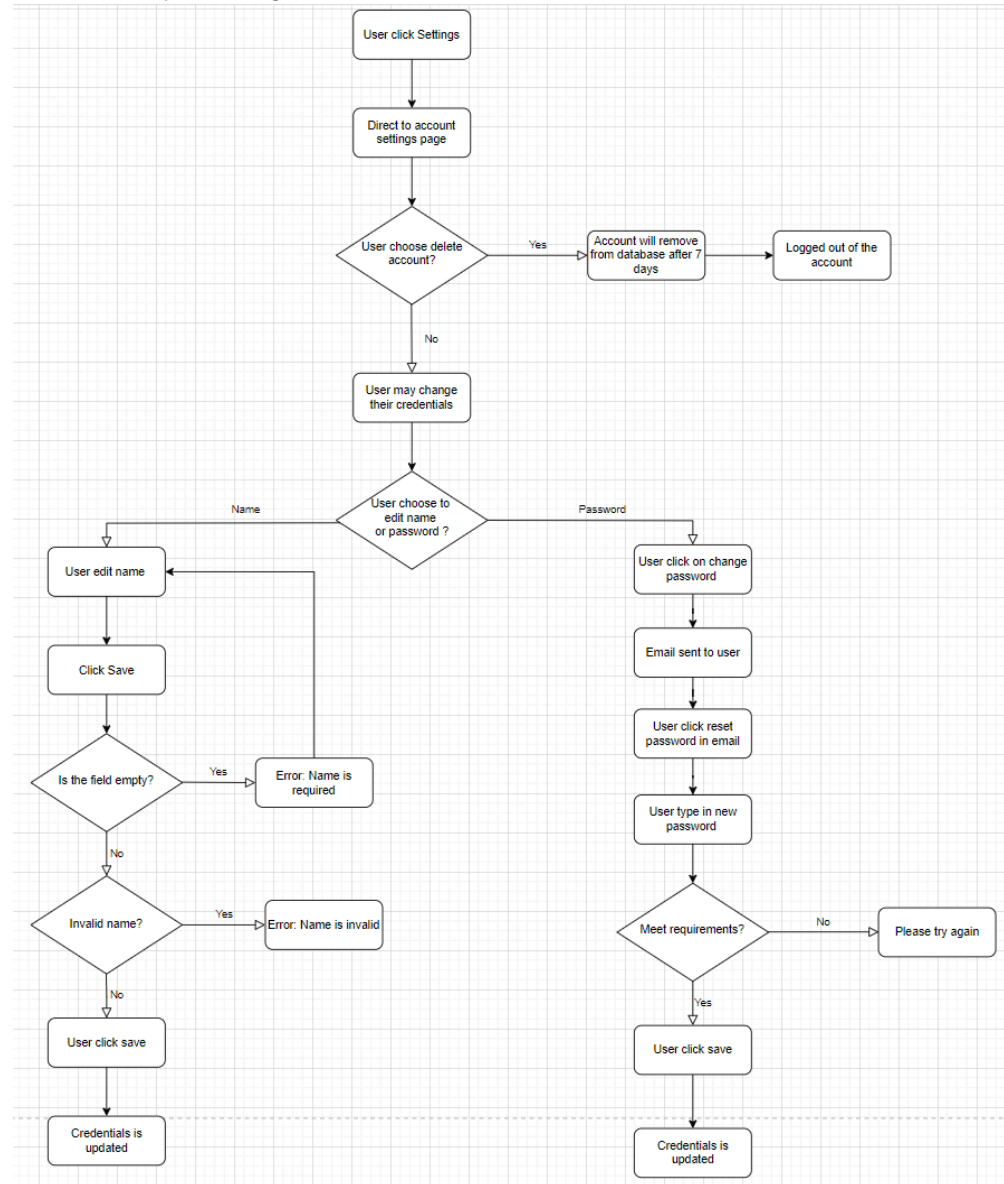 User click Settings
Direct to account
settings page
User choose delete
account?
Yes
Account will remove
from database after 7
days
Logged out of the
account
No
User may change
their credentials
User choose to
edit name
or password ?
Name
Password
User edit name
User click on change
password
Click Save
Email sent to user
User click reset
password in email
Is the field empty?
Yes
Error: Name is
required
User type in new
password
No
Invalid name?
Yes
Error: Name is invalid
Meet requirements?
No
Please try again
No
Yes
User click save
User click save
Credentials is
updated
Credentials is
updated